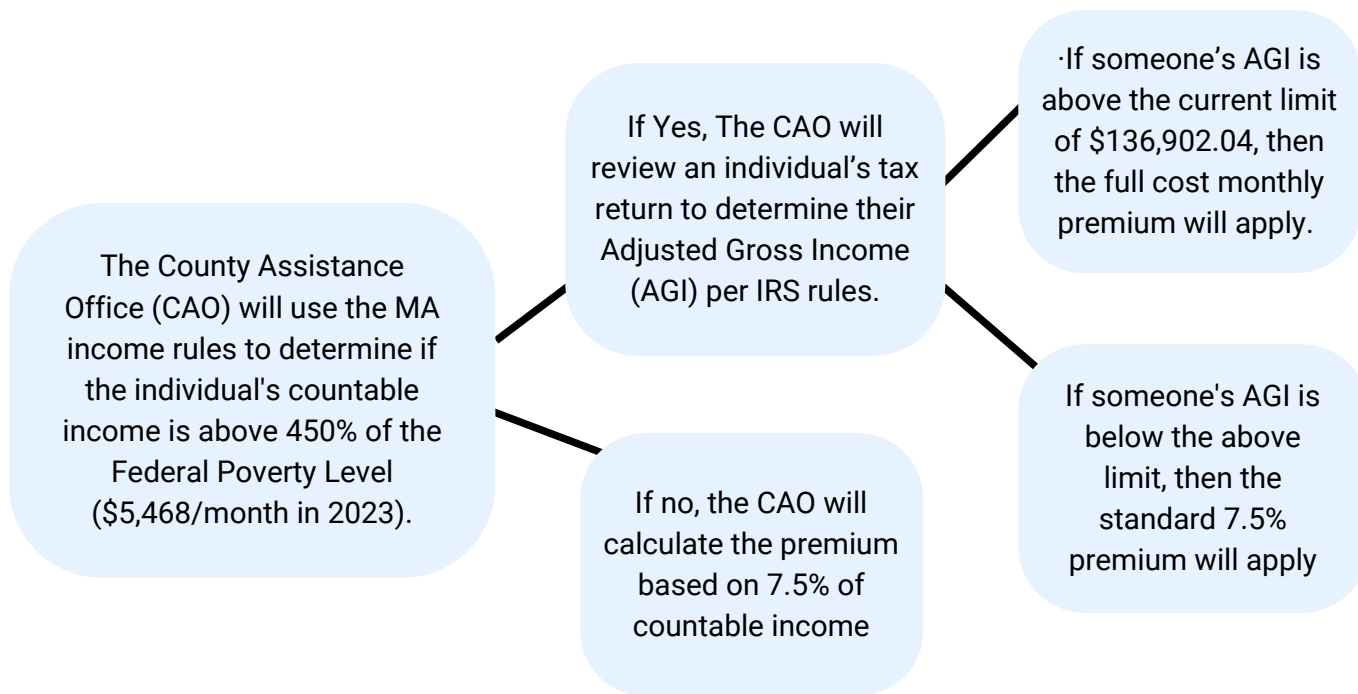 The County Assistance
Office (CAO) will use the MA
income rules to determine if
the individual's countable
income is above 450% of the
Federal Poverty Level
($5,468/month in 2023).
If Yes, The CAO will
review an individual’s tax
return to determine their
Adjusted Gross Income
(AGI) per IRS rules.
·If someone’s AGI is
above the current limit
of $136,902.04, then
the full cost monthly
premium will apply.
If someone's AGI is
below the above
limit, then the
standard 7.5%
premium will apply
If no, the CAO will
calculate the premium
based on 7.5% of
countable income